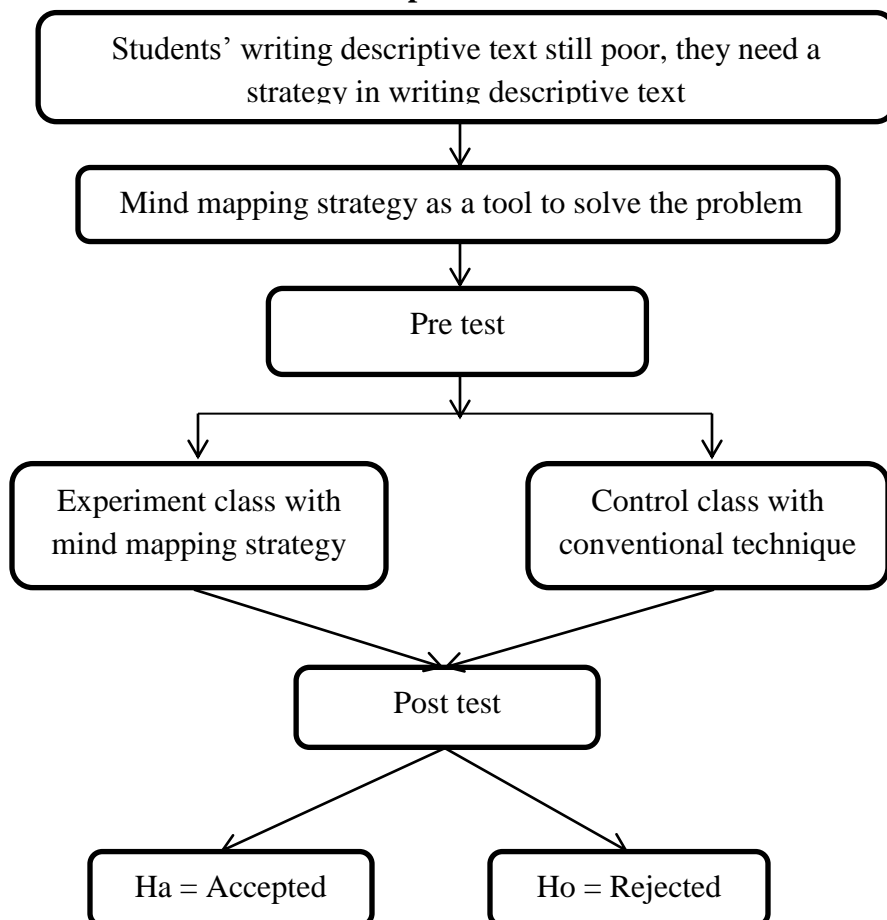 Students’ writing descriptive text still poor, they need a
strategy in writing descriptive text
Mind mapping strategy as a tool to solve the problem
Pre test
Experiment class with
mind mapping strategy
Control class with
conventional technique
Post test
Ha = Accepted
Ho = Rejected